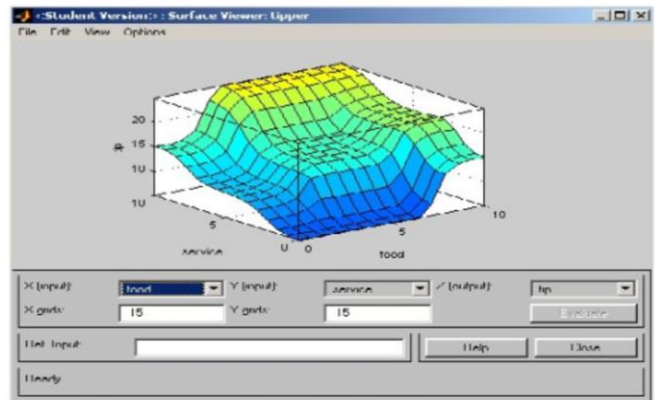 <Student Version> : Surface Viewer: tipper
File Edit View Options
20
15
10
10
5
0
0
5
10
service
food
X (input): food Y (input): service Z (output): tip
X grids: 15 Y grids: 15 Evaluate
Ref. Input: Help Close
Ready